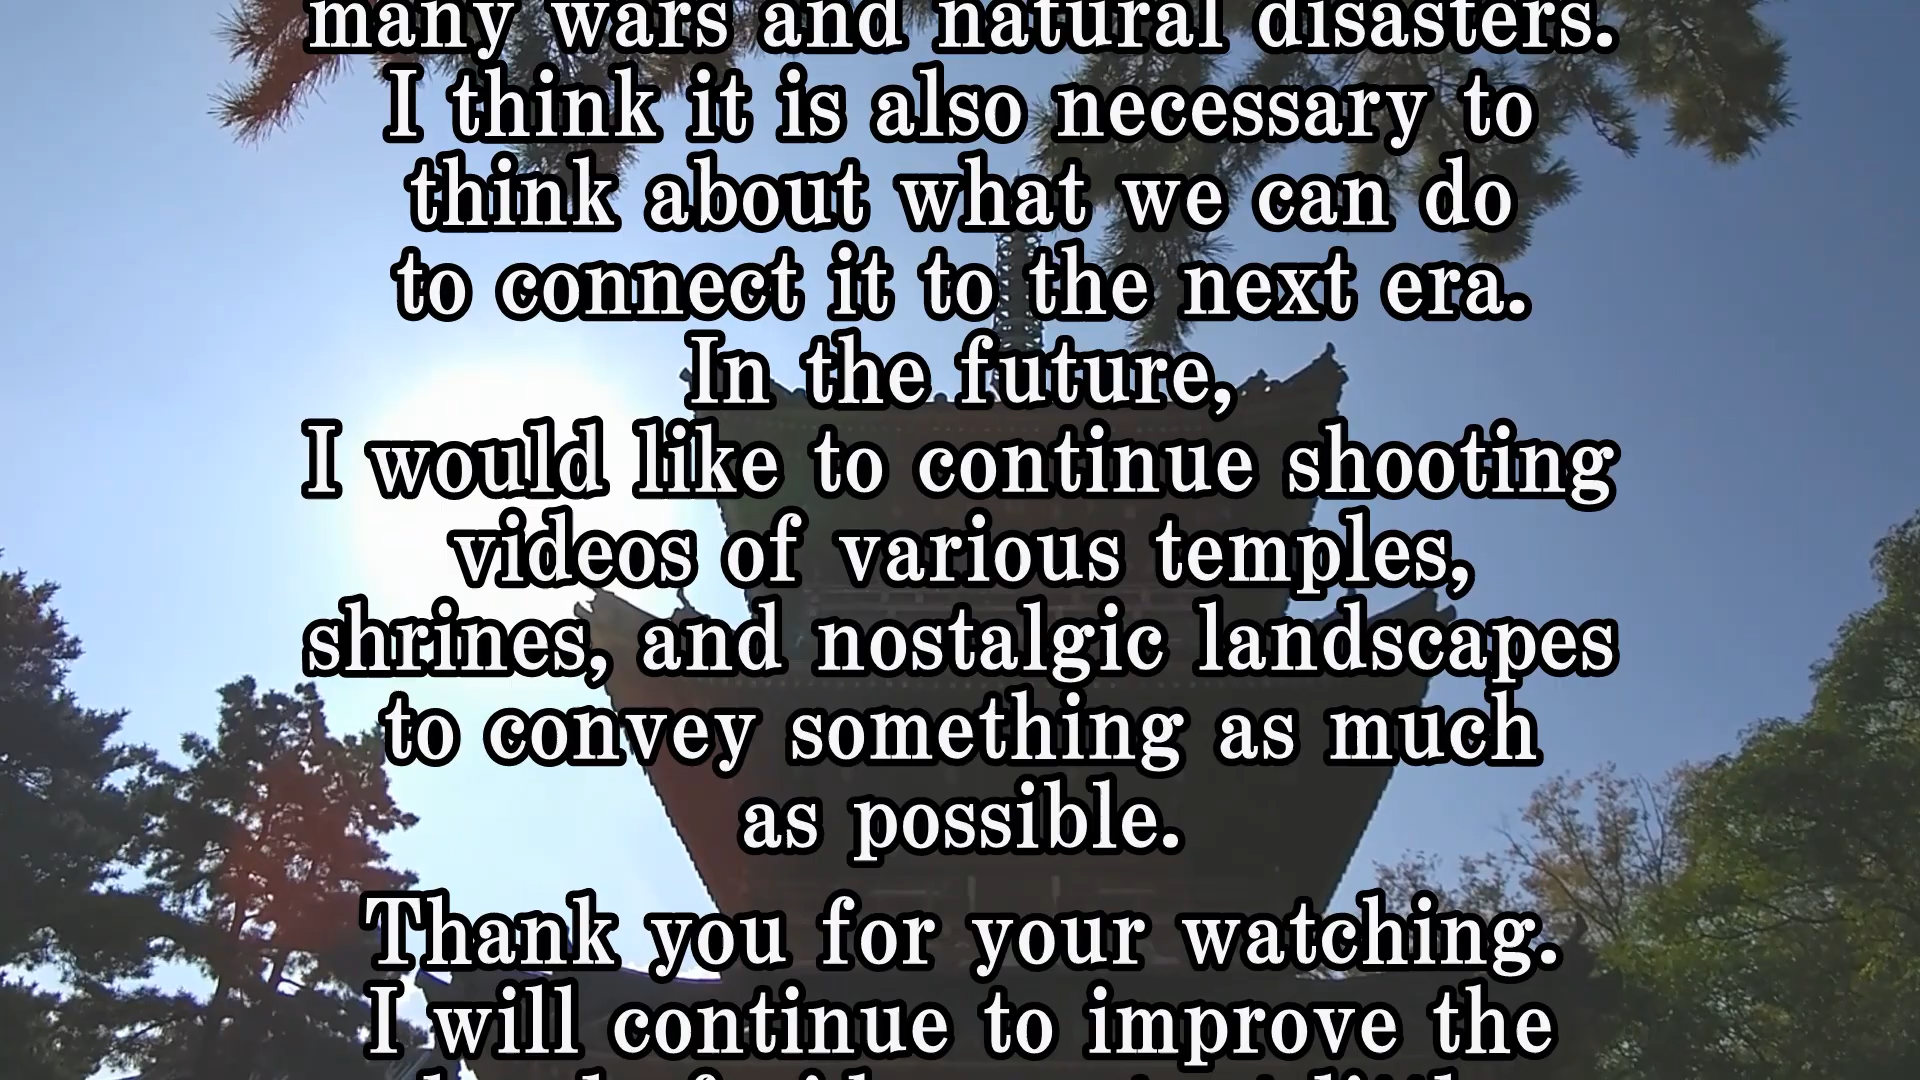 many wars and natural disasters.
I think it is also necessary to
think about what we can do
to connect it to the next era.
In the future,
I would like to continue shooting
videos of various temples,
shrines, and nostalgic landscapes
to convey something as much
as possible.
Thank you for your watching.
I will continue to improve the